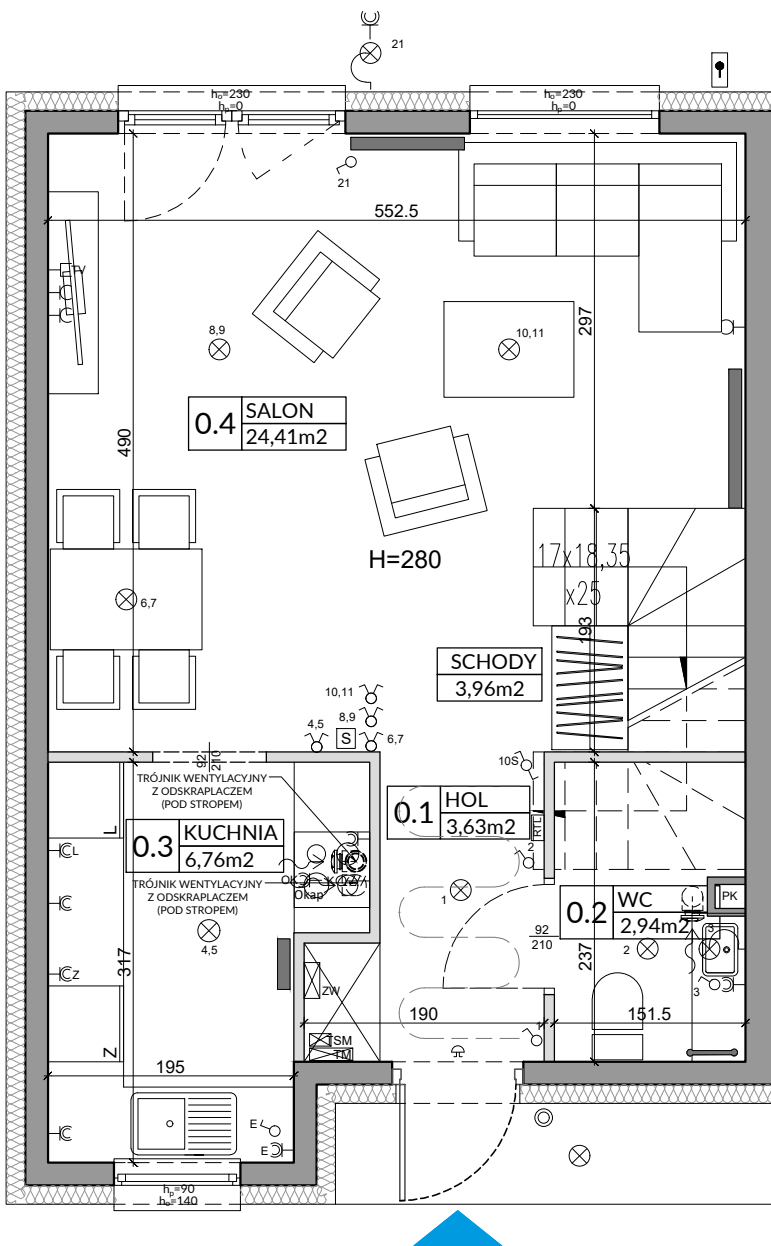 21
hₒ=230
hₚ=0
hₒ=230
hₚ=0
21
552.5
TV
297
8,9
10,11
0.4
SALON
24,41m2
490
H=280
17x18,35
x25
6,7
193
SCHODY
3,96m2
10,11
8,9
4,5
S
6,7
92
210
10S
TRÓJNIK WENTYLACYJNY
Z ODSKRAPLACZEM
(POD STROPEM)
L
0.3
KUCHNIA
6,76m2
0.1
HOL
3,63m2
RTL
2
L
TRÓJNIK WENTYLACYJNY
Z ODSKRAPLACZEM
(POD STROPEM)
Okap
1
0.2
WC
2,94m2
PK
92
210
3
4,5
2
317
237
Z
ZW
3
190
151.5
1
TSM
TM
Z
195
E
E
hₚ=90
hₒ=140